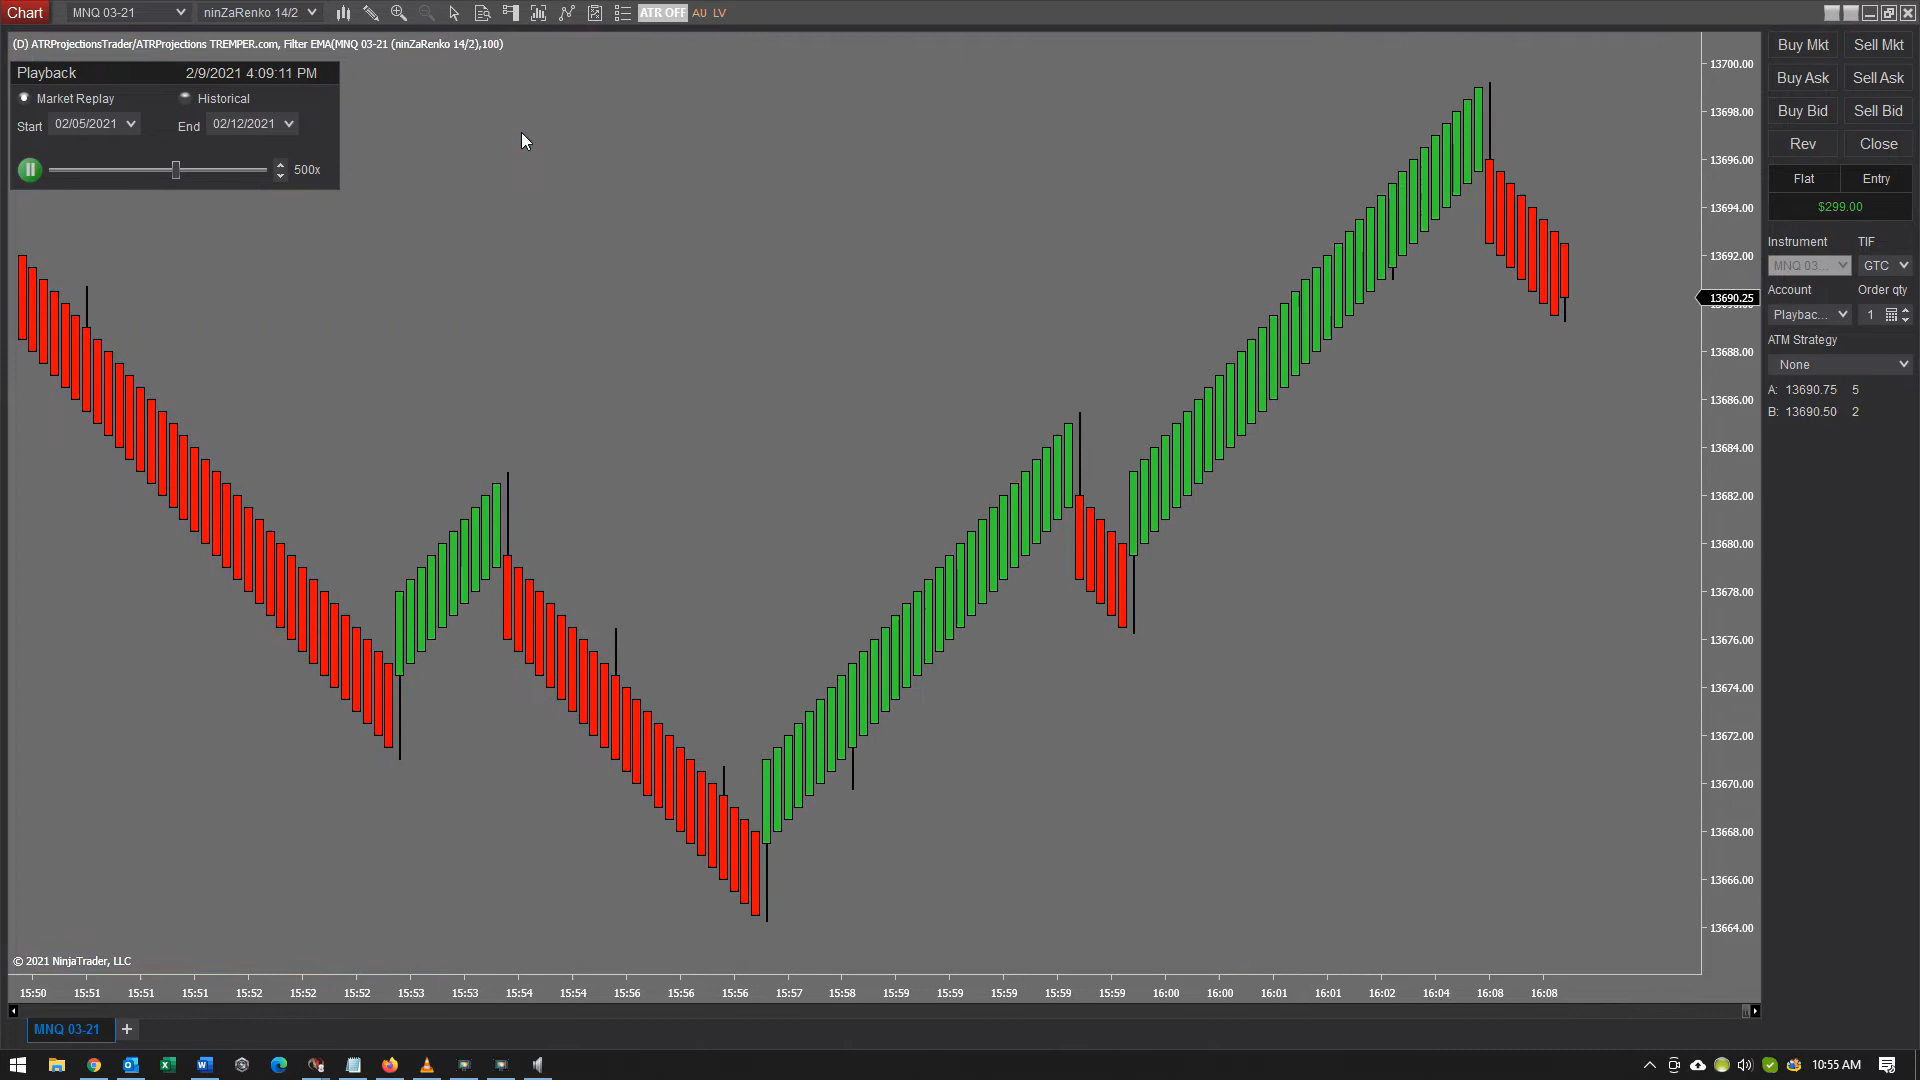 Chart MNQ 03-21 ninZaRenko 14/2 ATR OFF AU LV
(D) ATRProjectionsTrader/ATRProjections TREMPER.com, Filter EMA(MNQ 03-21 (ninZaRenko 14/2),100)
Playback 2/9/2021 4:09:11 PM
Market Replay Historical
Start 02/05/2021 End 02/12/2021
500x
13700.00
13698.00
13696.00
13694.00
13692.00
13690.25
13688.00
13686.00
13684.00
13682.00
13680.00
13678.00
13676.00
13674.00
13672.00
13670.00
13668.00
13666.00
13664.00
Buy Mkt Sell Mkt
Buy Ask Sell Ask
Buy Bid Sell Bid
Rev Close
Flat Entry
$299.00
Instrument TIF
MNQ 03... GTC
Account Order qty
Playbac... 1
ATM Strategy
None
A: 13690.75 5
B: 13690.50 2
© 2021 NinjaTrader, LLC
15:50 15:51 15:51 15:51 15:52 15:52 15:52 15:53 15:53 15:54 15:54 15:56 15:56 15:56 15:57 15:58 15:59 15:59 15:59 15:59 15:59 16:00 16:00 16:01 16:01 16:02 16:04 16:08 16:08
MNQ 03-21 +
10:55 AM